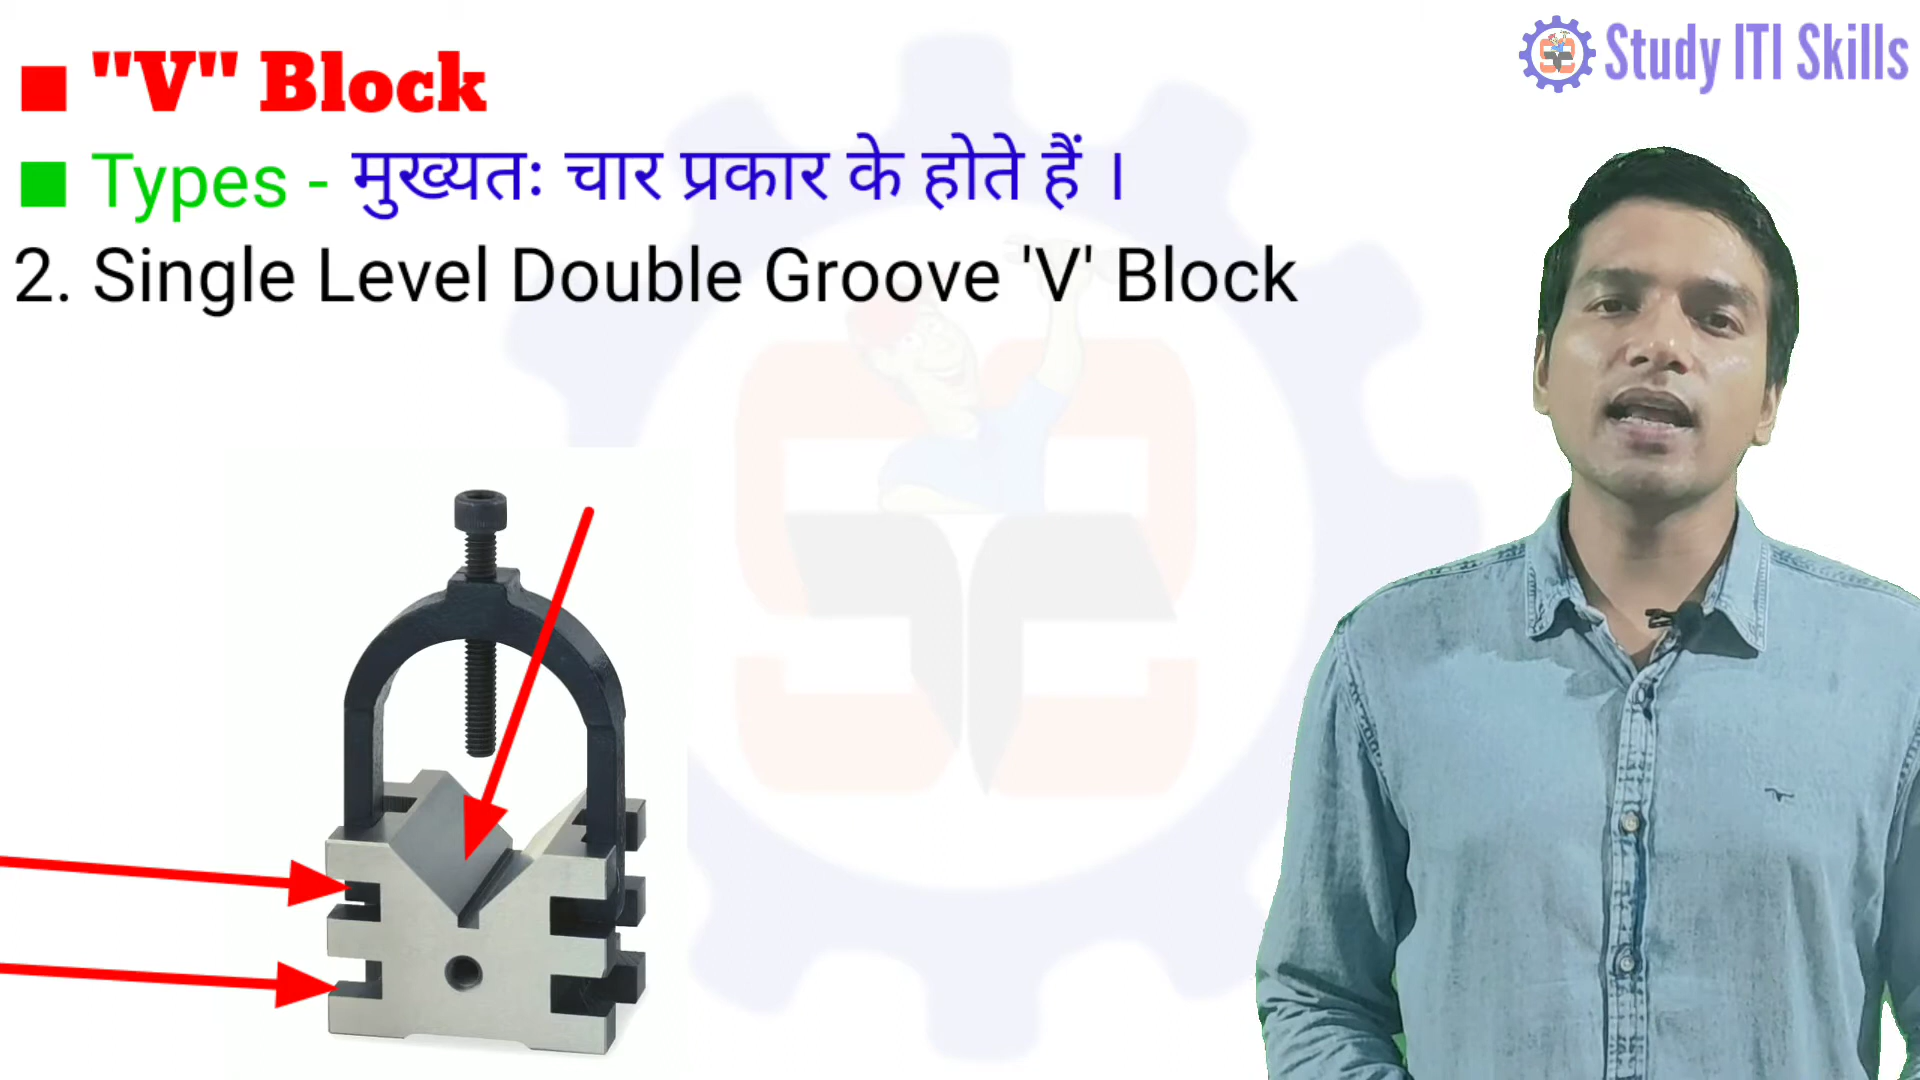 Study ITI Skills
■ "V" Block
■ Types - मुख्यतः चार प्रकार के होते हैं ।
2. Single Level Double Groove 'V' Block